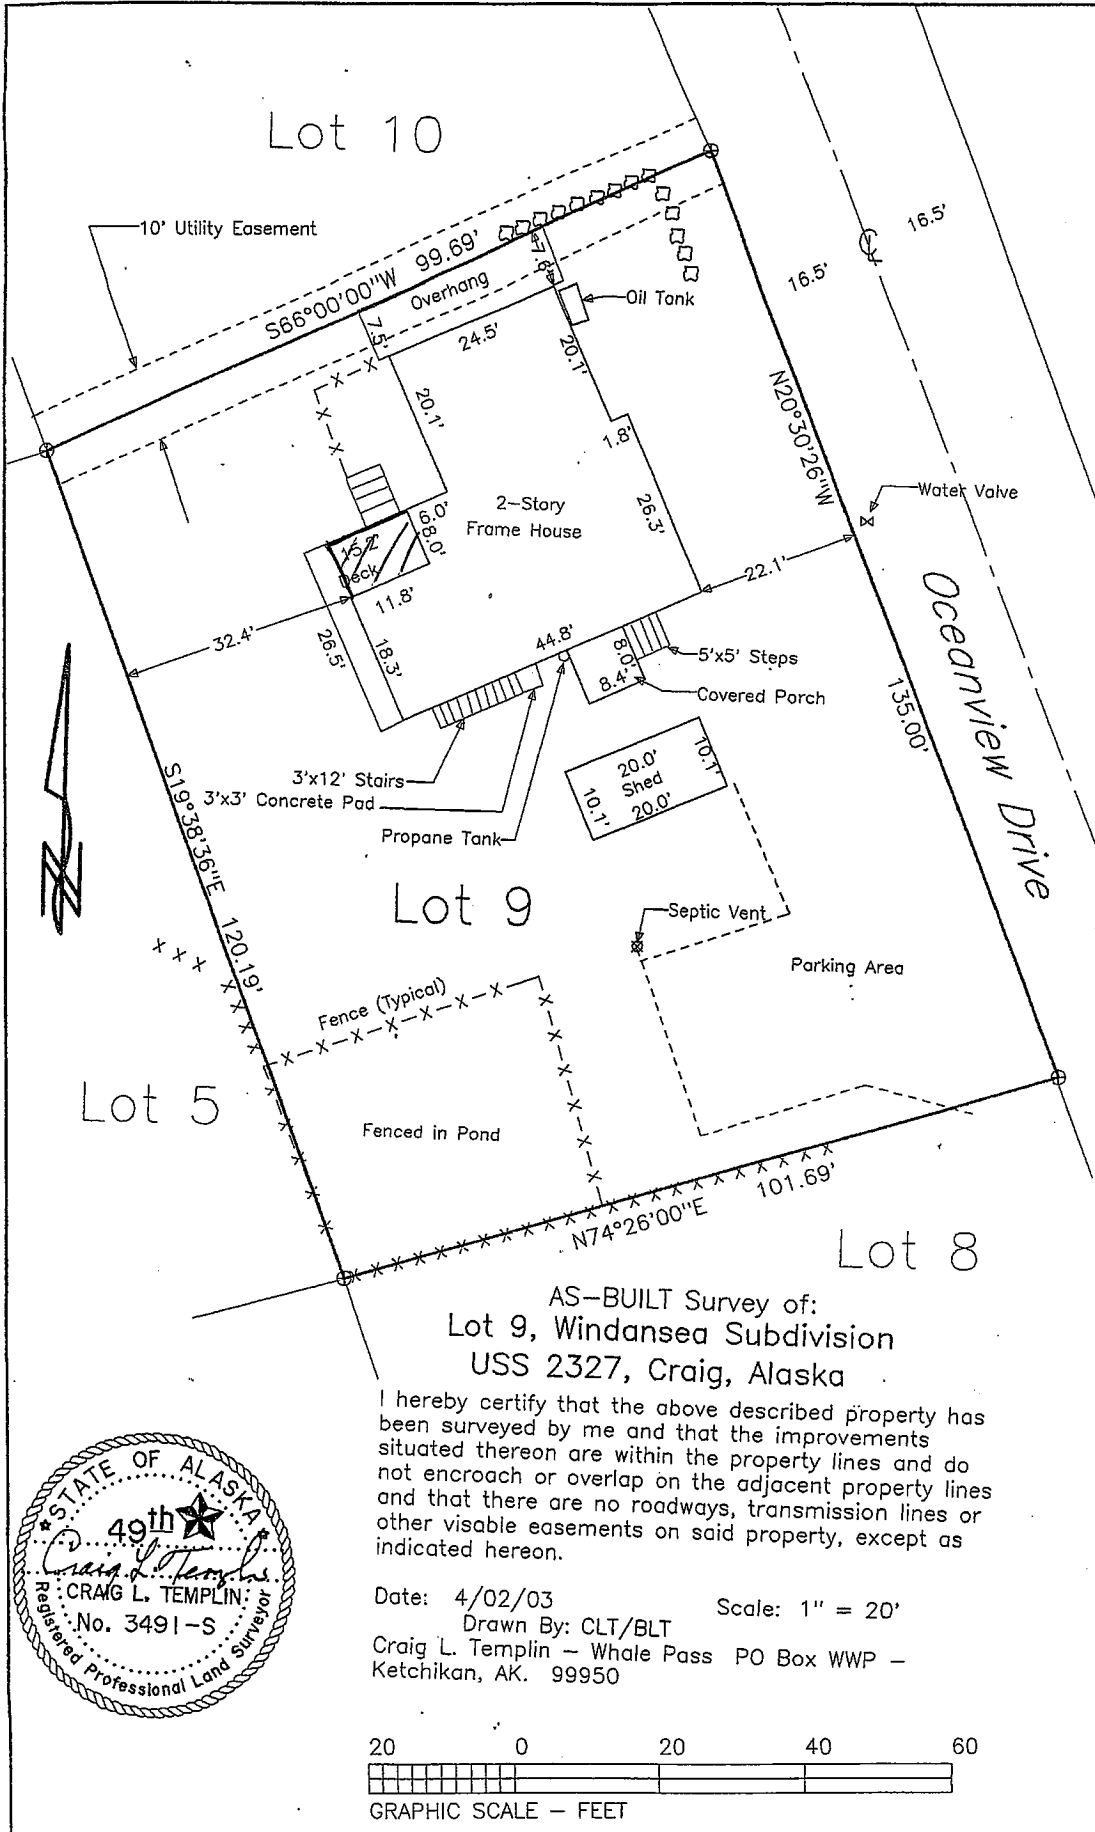 Lot 10
10' Utility Easement
S66°00'00"W 99.69'
Overhang
7.6'
7.5'
24.5'
Oil Tank
20.1'
20.1'
1.8'
16.5'
16.5'
N20°30'26"W
135.00'
Water Valve
2-Story
Frame House
26.3'
6.0'
8.0'
15.2'
Deck
11.8'
22.1'
32.4'
26.5'
18.3'
44.8'
8.0'
8.4'
5'x5' Steps
Covered Porch
Oceanview Drive
3'x12' Stairs
3'x3' Concrete Pad
Propane Tank
20.0'
Shed
20.0'
10.1'
10.1'
S19°38'36"E 120.19'
N
Lot 9
Septic Vent
Parking Area
Fence (Typical)
Lot 5
Fenced in Pond
N74°26'00"E
101.69'
Lot 8
AS-BUILT Survey of:
Lot 9, Windansea Subdivision
USS 2327, Craig, Alaska
I hereby certify that the above described property has
been surveyed by me and that the improvements
situated thereon are within the property lines and do
not encroach or overlap on the adjacent property lines
and that there are no roadways, transmission lines or
other visable easements on said property, except as
indicated hereon.
STATE OF ALASKA
49th
Craig L. Templin
CRAIG L. TEMPLIN
No. 3491-S
Registered Professional Land Surveyor
Date: 4/02/03
Scale: 1" = 20'
Drawn By: CLT/BLT
Craig L. Templin - Whale Pass PO Box WWP -
Ketchikan, AK. 99950
20 0 20 40 60
GRAPHIC SCALE - FEET